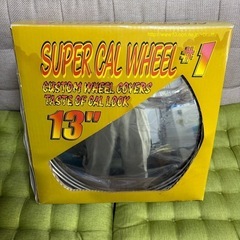 SUPER CAL WHEEL #1
CUSTOM WHEEL COVERS
TASTE OF CAL LOOK
13"